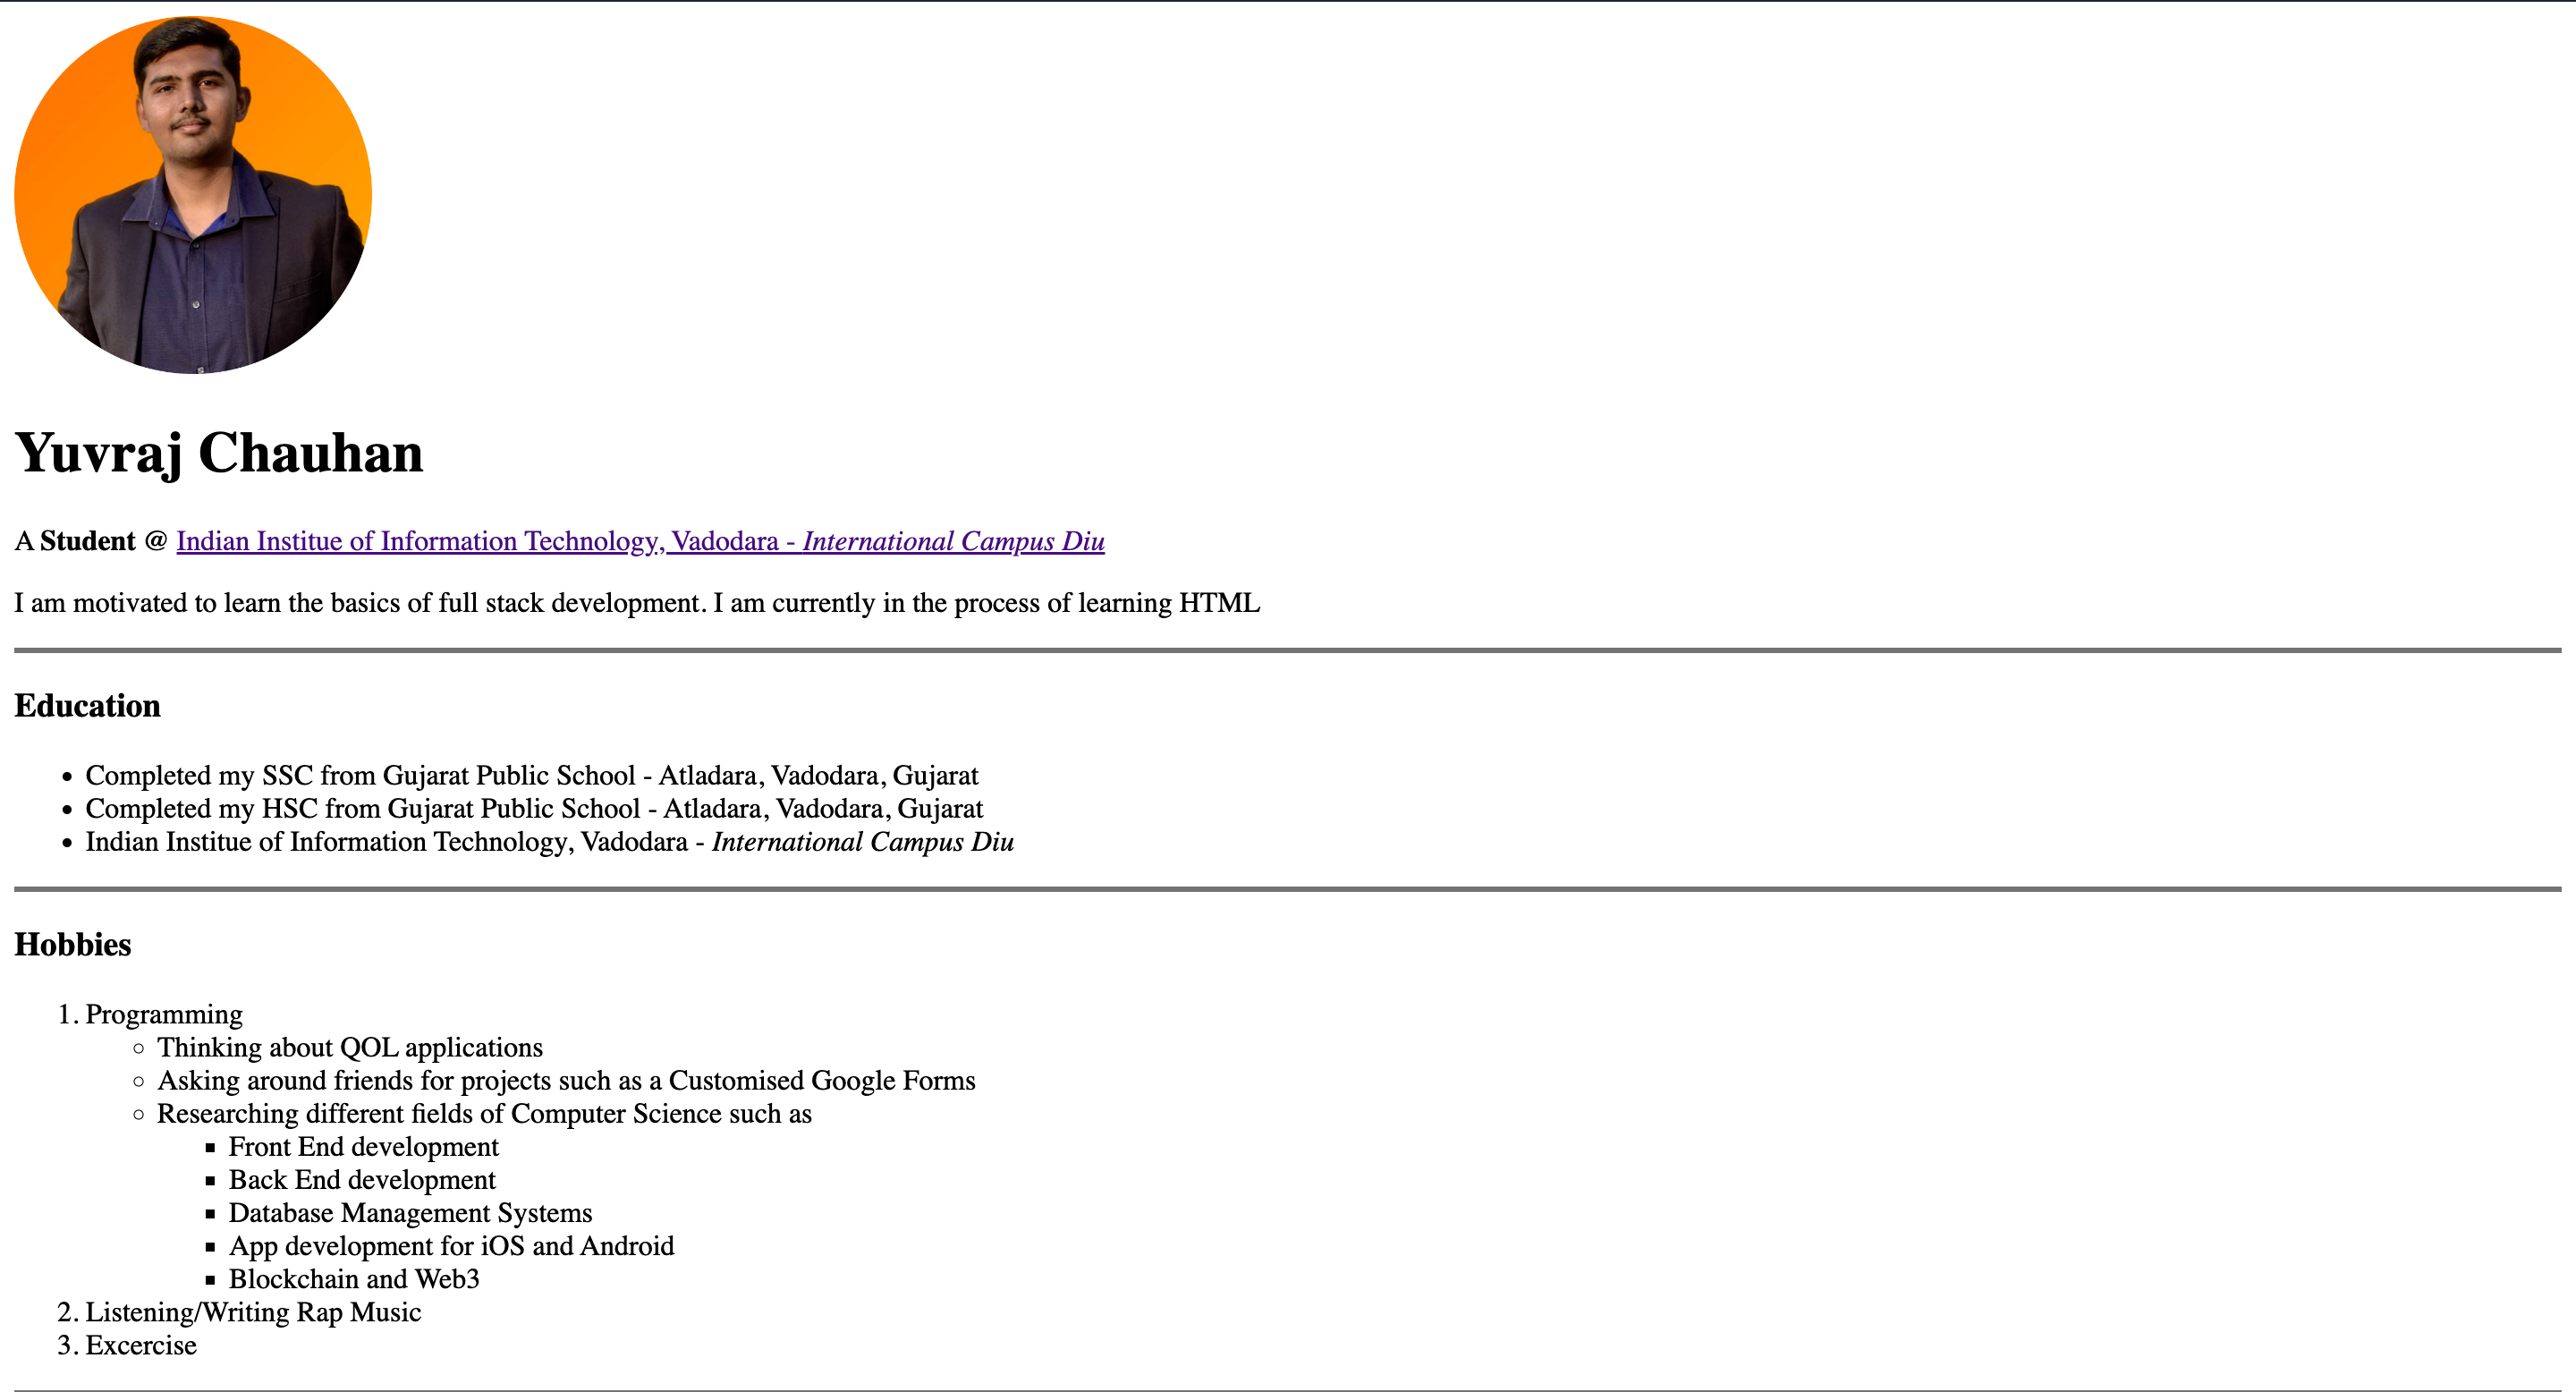 Yuvraj Chauhan
A Student @ Indian Institue of Information Technology, Vadodara - International Campus Diu
I am motivated to learn the basics of full stack development. I am currently in the process of learning HTML
Education
• Completed my SSC from Gujarat Public School - Atladara, Vadodara, Gujarat
• Completed my HSC from Gujarat Public School - Atladara, Vadodara, Gujarat
• Indian Institue of Information Technology, Vadodara - International Campus Diu
Hobbies
1. Programming
◦ Thinking about QOL applications
◦ Asking around friends for projects such as a Customised Google Forms
◦ Researching different fields of Computer Science such as
▪ Front End development
▪ Back End development
▪ Database Management Systems
▪ App development for iOS and Android
▪ Blockchain and Web3
2. Listening/Writing Rap Music
3. Excercise